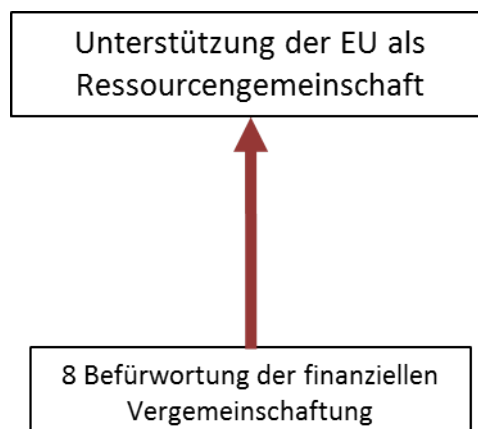 Unterstützung der EU als
Ressourcengemeinschaft
8 Befürwortung der finanziellen
Vergemeinschaftung